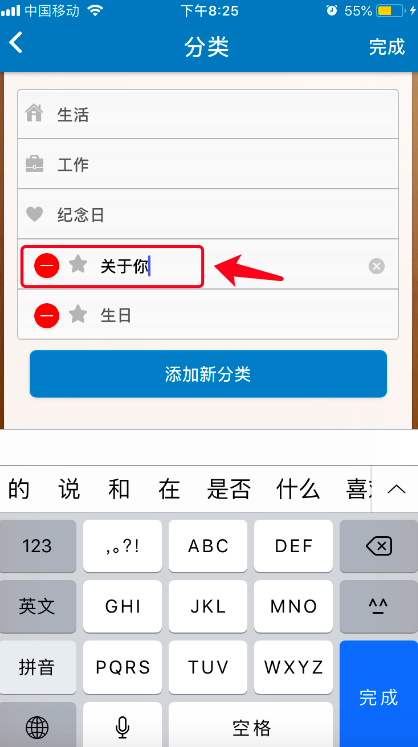 中国移动 下午8:25 55%
分类 完成
生活
工作
纪念日
关于你
生日
添加新分类
的 说 和 在 是否 什么 喜
123 ,。?! ABC DEF
英文 GHI JKL MNO ^^
拼音 PQRS TUV WXYZ
完成
空格